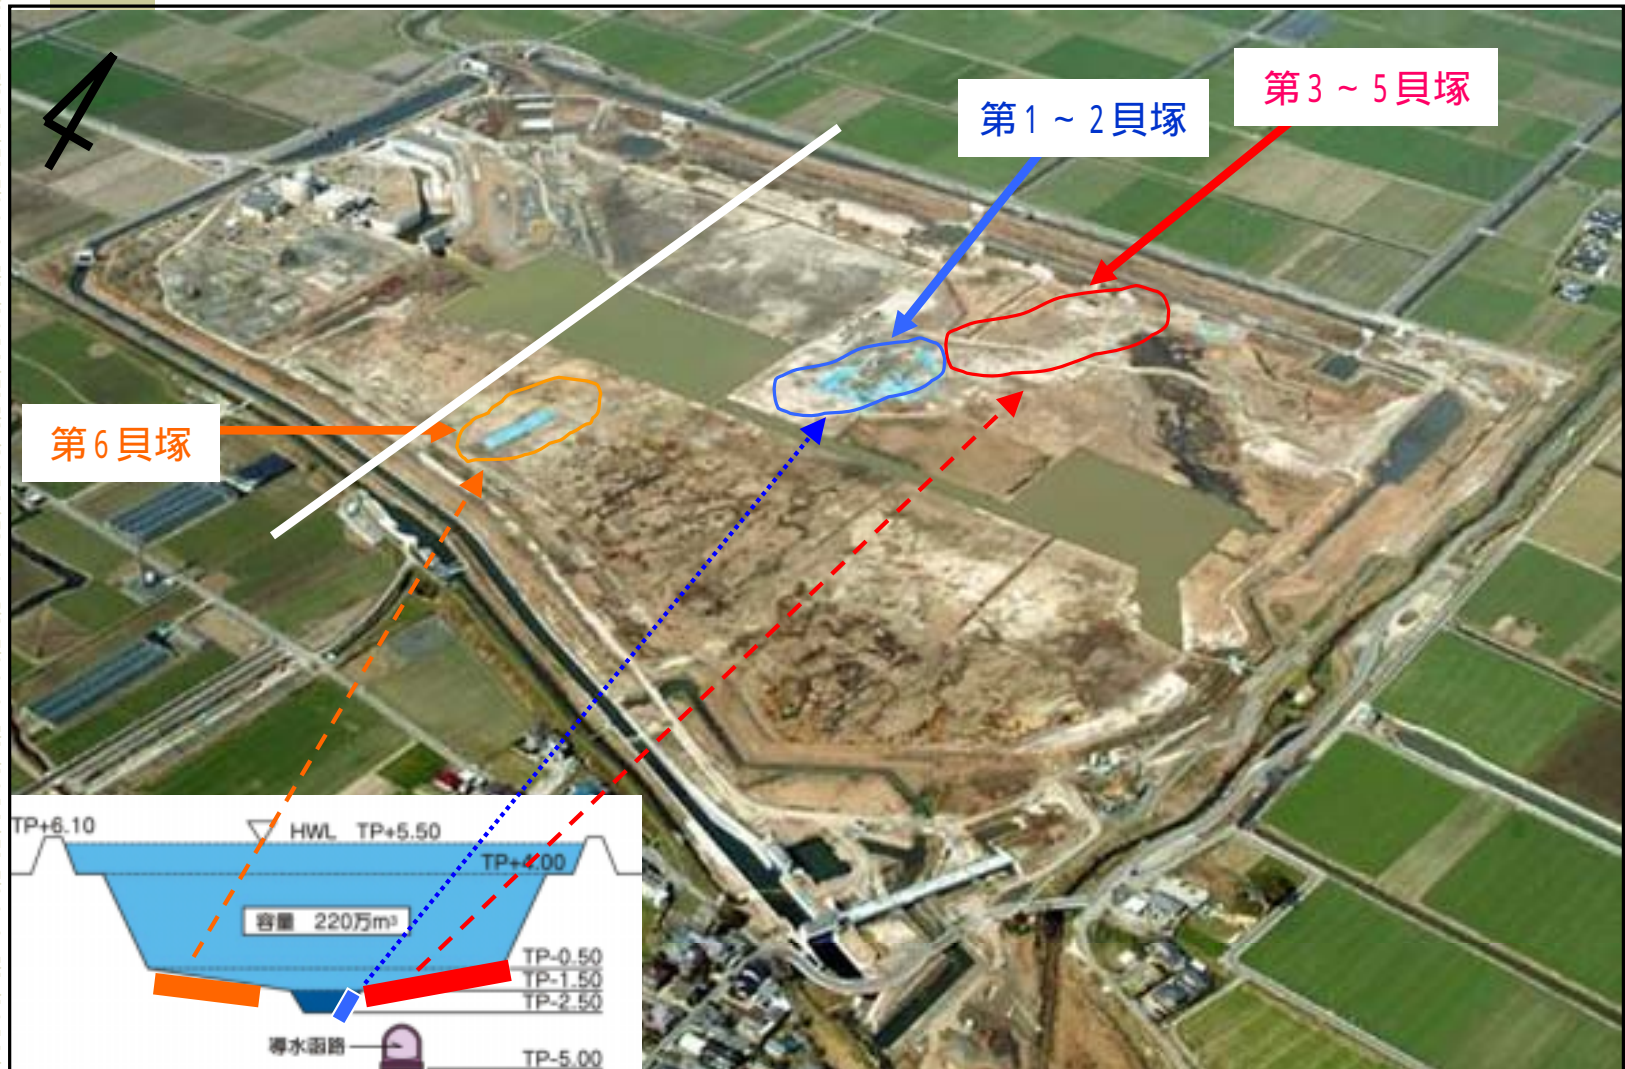 第3～5貝塚
第1～2貝塚
第6貝塚
TP+6.10
HWL TP+5.50
TP+4.00
容量 220万m³
TP-0.50
TP-1.50
TP-2.50
導水函路
TP-5.00